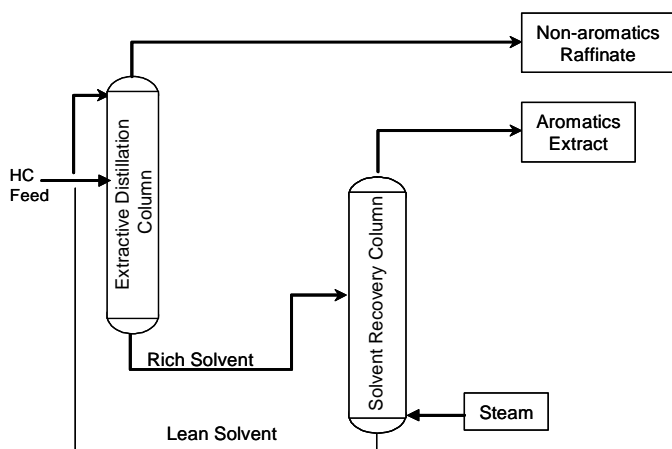 Non-aromatics
Raffinate
Aromatics
Extract
HC
Feed
Extractive Distillation
Column
Solvent Recovery Column
Rich Solvent
Steam
Lean Solvent